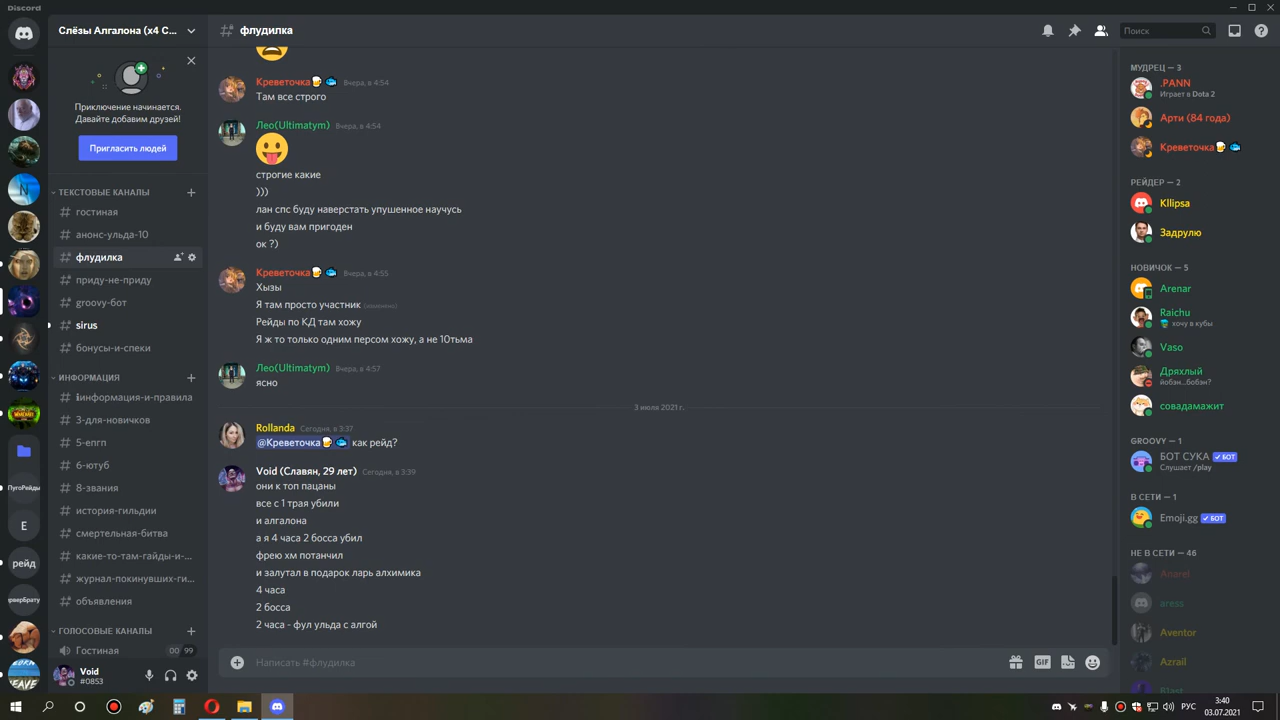 Discord
Слёзы Алгалона (x4 С...
флудилка
Поиск
Приключение начинается.
Давайте добавим друзей!
Пригласить людей
ТЕКСТОВЫЕ КАНАЛЫ
гостиная
анонс-ульда-10
флудилка
приду-не-приду
groovy-бот
sirus
бонусы-и-спеки
ИНФОРМАЦИЯ
информация-и-правила
3-для-новичков
5-епгп
6-ютуб
8-звания
история-гильдии
смертельная-битва
какие-то-там-гайды-и-...
журнал-покинувших-ги...
объявления
ГОЛОСОВЫЕ КАНАЛЫ
Гостиная 00 99
Void
#0853
ПугоРейды
E
рейд
Креветочка Вчера, в 4:54
Там все строго
Лео(Ultimatym) Вчера, в 4:54
строгие какие
)))
лан спс буду наверстать упушенное научусь
и буду вам пригоден
ок ?)
Креветочка Вчера, в 4:55
Хызы
Я там просто участник (изменено)
Рейды по КД там хожу
Я ж то только одним персом хожу, а не 10тьма
Лео(Ultimatym) Вчера, в 4:57
ясно
3 июля 2021 г.
Rollanda Сегодня, в 3:37
@Креветочка как рейд?
Void (Славян, 29 лет) Сегодня, в 3:39
они к топ пацаны
все с 1 трая убили
и алгалона
а я 4 часа 2 босса убил
фрею хм потанчил
и залутал в подарок ларь алхимика
4 часа
2 босса
2 часа - фул ульда с алгой
Написать #флудилка
GIF
МУДРЕЦ — 3
.PANN
Играет в Dota 2
Арти (84 года)
Креветочка
РЕЙДЕР — 2
Kllipsa
Задрулю
НОВИЧОК — 5
Arenar
Raichu
хочу в кубы
Vaso
Дряхлый
йобэн...бобэн?
совадамажит
GROOVY — 1
БОТ СУКА БОТ
Слушает /play
В СЕТИ — 1
Emoji.gg БОТ
НЕ В СЕТИ — 46
Anarel
aress
Aventor
Azrail
РУС
3:40
03.07.2021